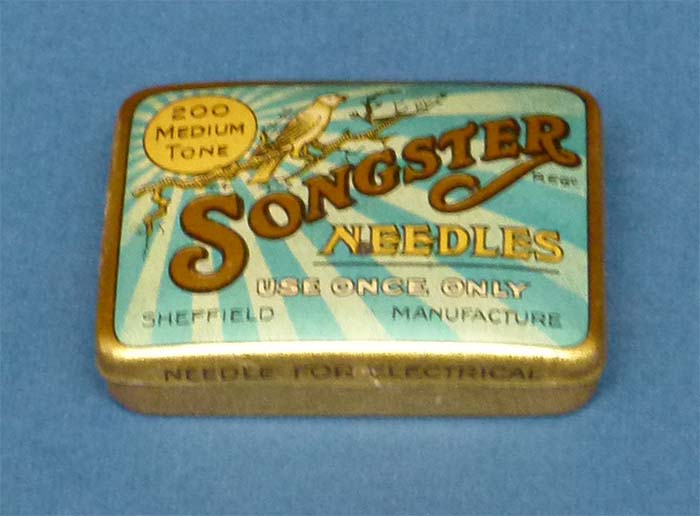 200
MEDIUM
TONE
SONGSTER
REGD
NEEDLES
USE ONCE ONLY
SHEFFIELD MANUFACTURE
NEEDLE FOR ELECTRICAL